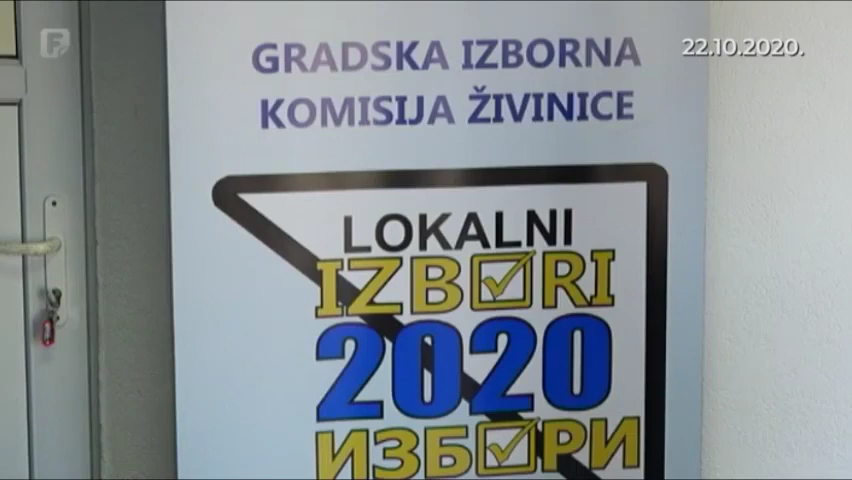 F
22.10.2020.
GRADSKA IZBORNA
KOMISIJA ŽIVINICE
LOKALNI
IZBORI
2020
ИЗБОРИ